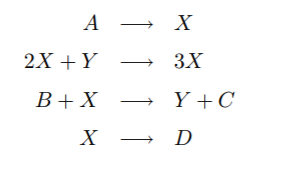 A ⟶ X
2X + Y ⟶ 3X
B + X ⟶ Y + C
X ⟶ D